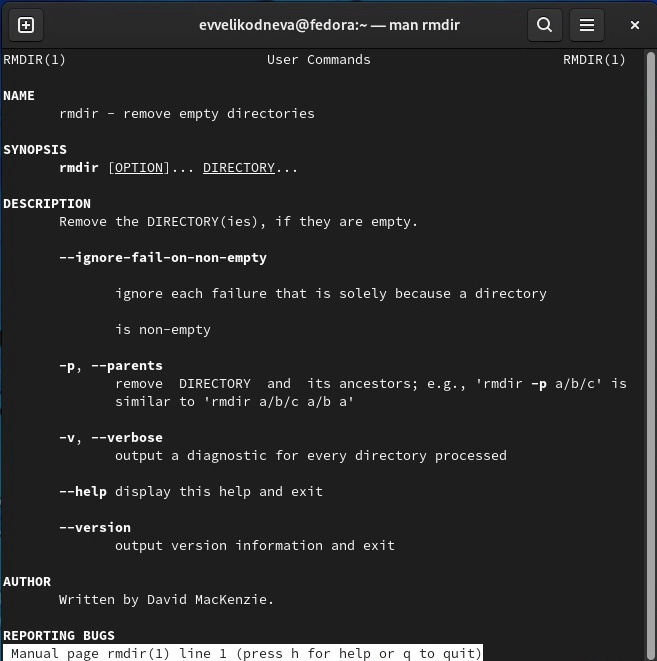 evvelikodneva@fedora:~ — man rmdir
RMDIR(1) User Commands RMDIR(1)
NAME
rmdir - remove empty directories
SYNOPSIS
rmdir [OPTION]... DIRECTORY...
DESCRIPTION
Remove the DIRECTORY(ies), if they are empty.
--ignore-fail-on-non-empty
ignore each failure that is solely because a directory
is non-empty
-p, --parents
remove DIRECTORY and its ancestors; e.g., 'rmdir -p a/b/c' is
similar to 'rmdir a/b/c a/b a'
-v, --verbose
output a diagnostic for every directory processed
--help display this help and exit
--version
output version information and exit
AUTHOR
Written by David MacKenzie.
REPORTING BUGS
Manual page rmdir(1) line 1 (press h for help or q to quit)